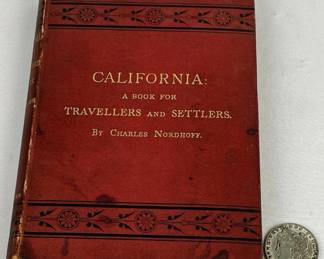 CALIFORNIA:
A BOOK FOR
TRAVELLERS AND SETTLERS.
BY CHARLES NORDHOFF.